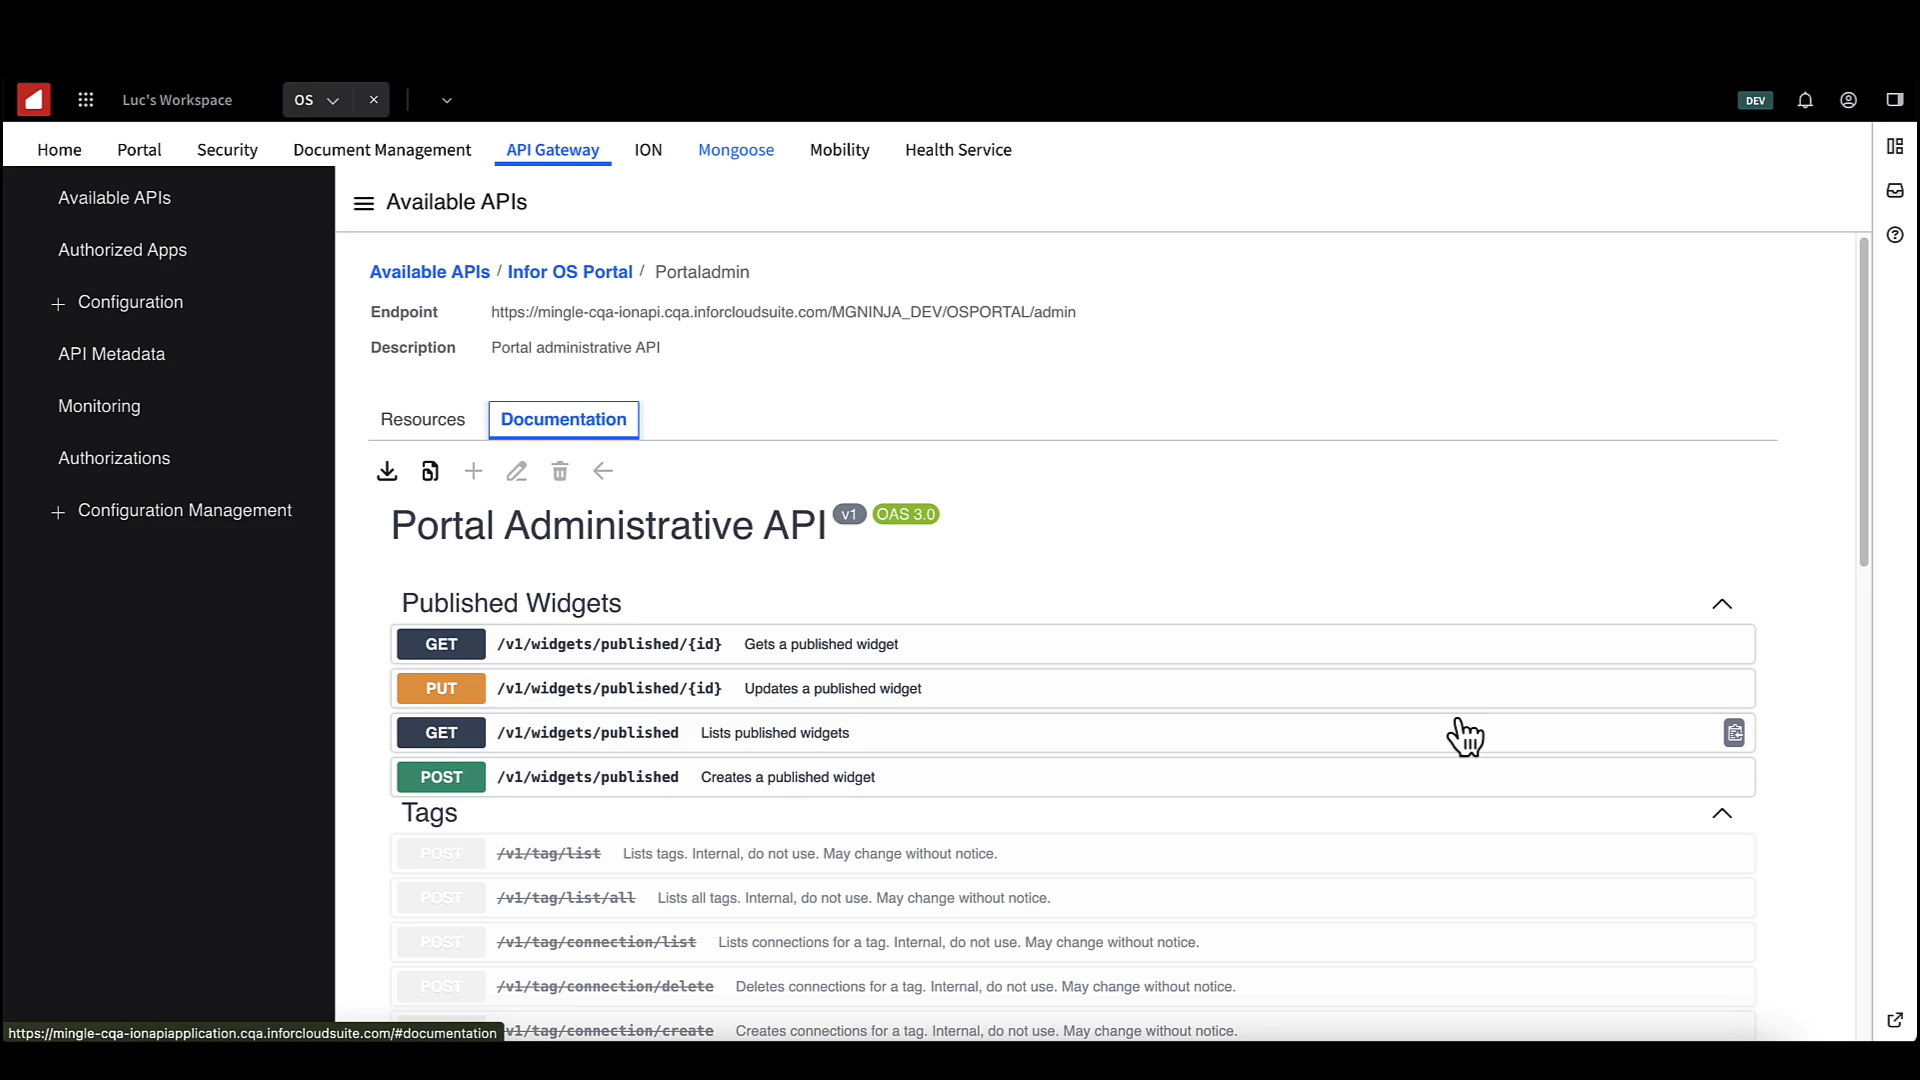 Luc's Workspace
OS
DEV
Home
Portal
Security
Document Management
API Gateway
ION
Mongoose
Mobility
Health Service
Available APIs
Authorized Apps
Configuration
API Metadata
Monitoring
Authorizations
Configuration Management
Available APIs
Available APIs / Infor OS Portal / Portaladmin
Endpoint https://mingle-cqa-ionapi.cqa.inforcloudsuite.com/MGNINJA_DEV/OSPORTAL/admin
Description Portal administrative API
Resources Documentation
Portal Administrative API v1 OAS 3.0
Published Widgets
GET /v1/widgets/published/{id} Gets a published widget
PUT /v1/widgets/published/{id} Updates a published widget
GET /v1/widgets/published Lists published widgets
POST /v1/widgets/published Creates a published widget
Tags
POST /v1/tag/list Lists tags. Internal, do not use. May change without notice.
POST /v1/tag/list/all Lists all tags. Internal, do not use. May change without notice.
POST /v1/tag/connection/list Lists connections for a tag. Internal, do not use. May change without notice.
POST /v1/tag/connection/delete Deletes connections for a tag. Internal, do not use. May change without notice.
/v1/tag/connection/create Creates connections for a tag. Internal, do not use. May change without notice.
https://mingle-cqa-ionapiapplication.cqa.inforcloudsuite.com/#documentation